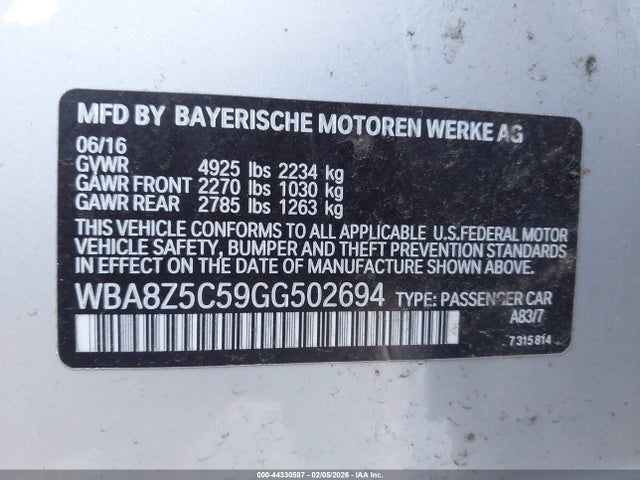 MFD BY BAYERISCHE MOTOREN WERKE AG
06/16
GVWR 4925 lbs 2234 kg
GAWR FRONT 2270 lbs 1030 kg
GAWR REAR 2785 lbs 1263 kg
THIS VEHICLE CONFORMS TO ALL APPLICABLE U.S.FEDERAL MOTOR
VEHICLE SAFETY, BUMPER AND THEFT PREVENTION STANDARDS
IN EFFECT ON THE DATE OF MANUFACTURE SHOWN ABOVE.
WBA8Z5C59GG502694 TYPE: PASSENGER CAR
A83/7
7 315 814
000-44330587 - 02/05/2026 - IAA Inc.